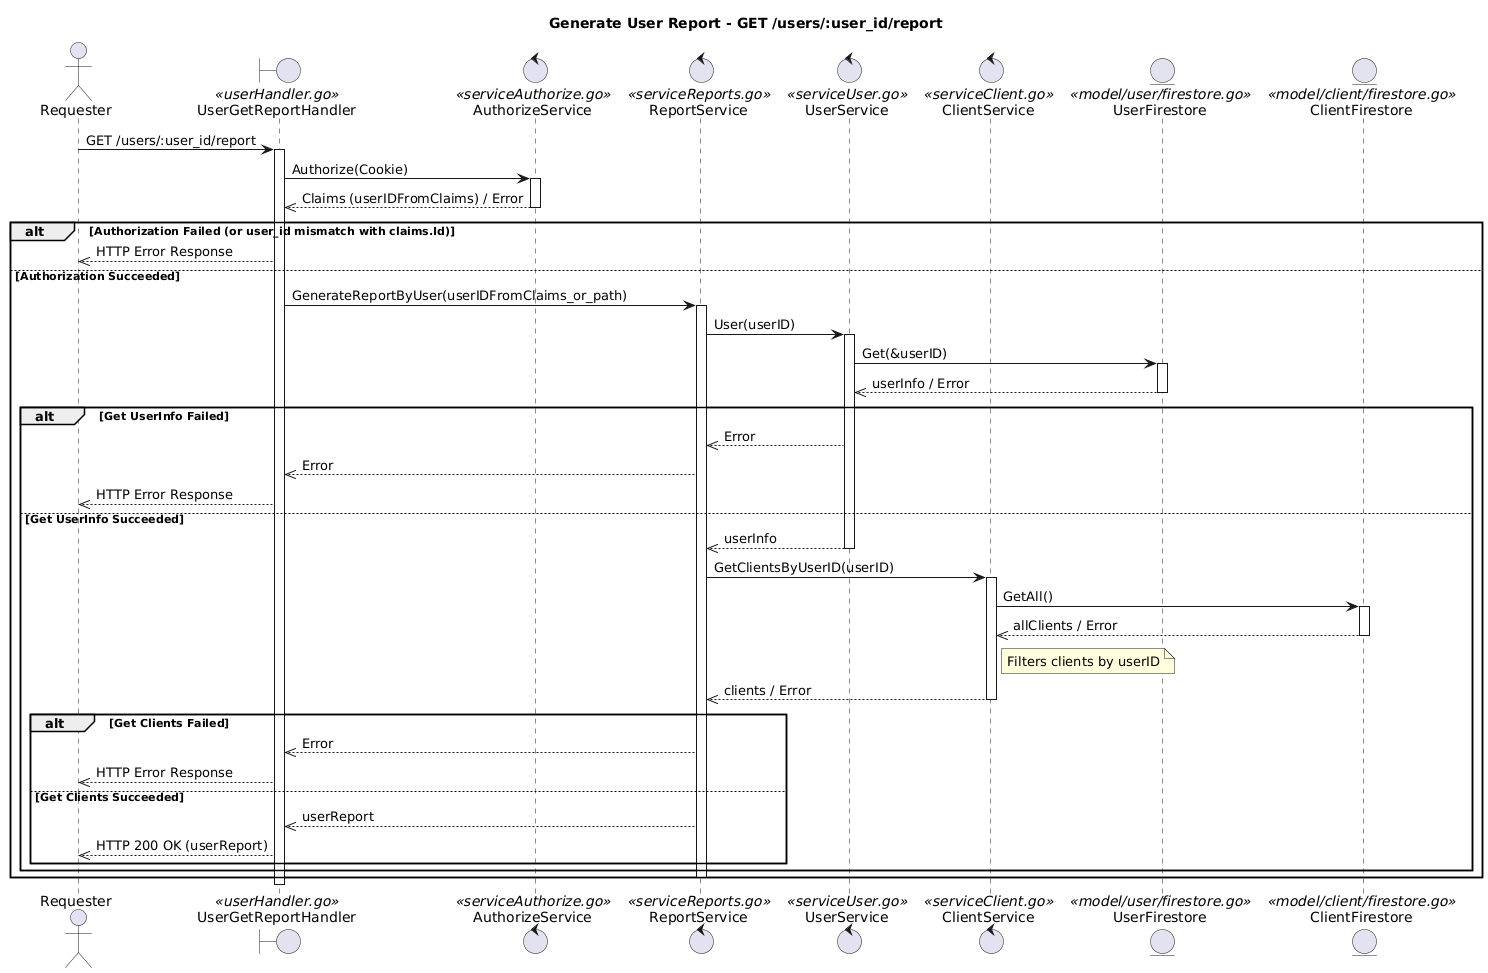 Generate User Report - GET /users/:user_id/report
«userHandler.go» «serviceAuthorize.go» «serviceReports.go» «serviceUser.go» «serviceClient.go» «model/user/firestore.go» «model/client/firestore.go»
Requester UserGetReportHandler AuthorizeService ReportService UserService ClientService UserFirestore ClientFirestore
GET /users/:user_id/report
Authorize(Cookie)
Claims (userIDFromClaims) / Error
alt [Authorization Failed (or user_id mismatch with claims.Id)]
HTTP Error Response
[Authorization Succeeded]
GenerateReportByUser(userIDFromClaims_or_path)
User(userID)
Get(&userID)
userInfo / Error
alt [Get UserInfo Failed]
Error
Error
HTTP Error Response
[Get UserInfo Succeeded]
userInfo
GetClientsByUserID(userID)
GetAll()
allClients / Error
Filters clients by userID
clients / Error
alt [Get Clients Failed]
Error
HTTP Error Response
[Get Clients Succeeded]
userReport
HTTP 200 OK (userReport)
Requester «userHandler.go» «serviceAuthorize.go» «serviceReports.go» «serviceUser.go» «serviceClient.go» «model/user/firestore.go» «model/client/firestore.go»
UserGetReportHandler AuthorizeService ReportService UserService ClientService UserFirestore ClientFirestore